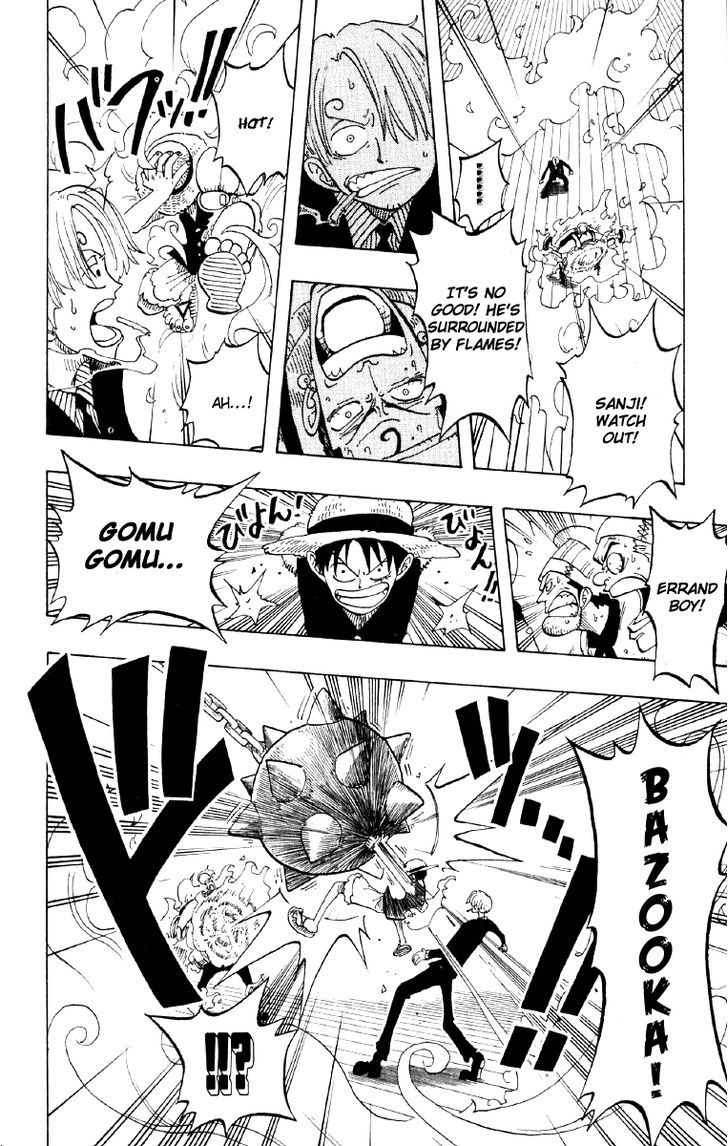 !!!!!!
SANJI!
WATCH
OUT!
IT'S NO
GOOD! HE'S
SURROUNDED
BY FLAMES!
HOT!
バッ!!
AH...!
ERRAND
BOY!
びよん!!
びよん!
GOMU
GOMU...
BAZOOKA!
ドン!!
!!!?